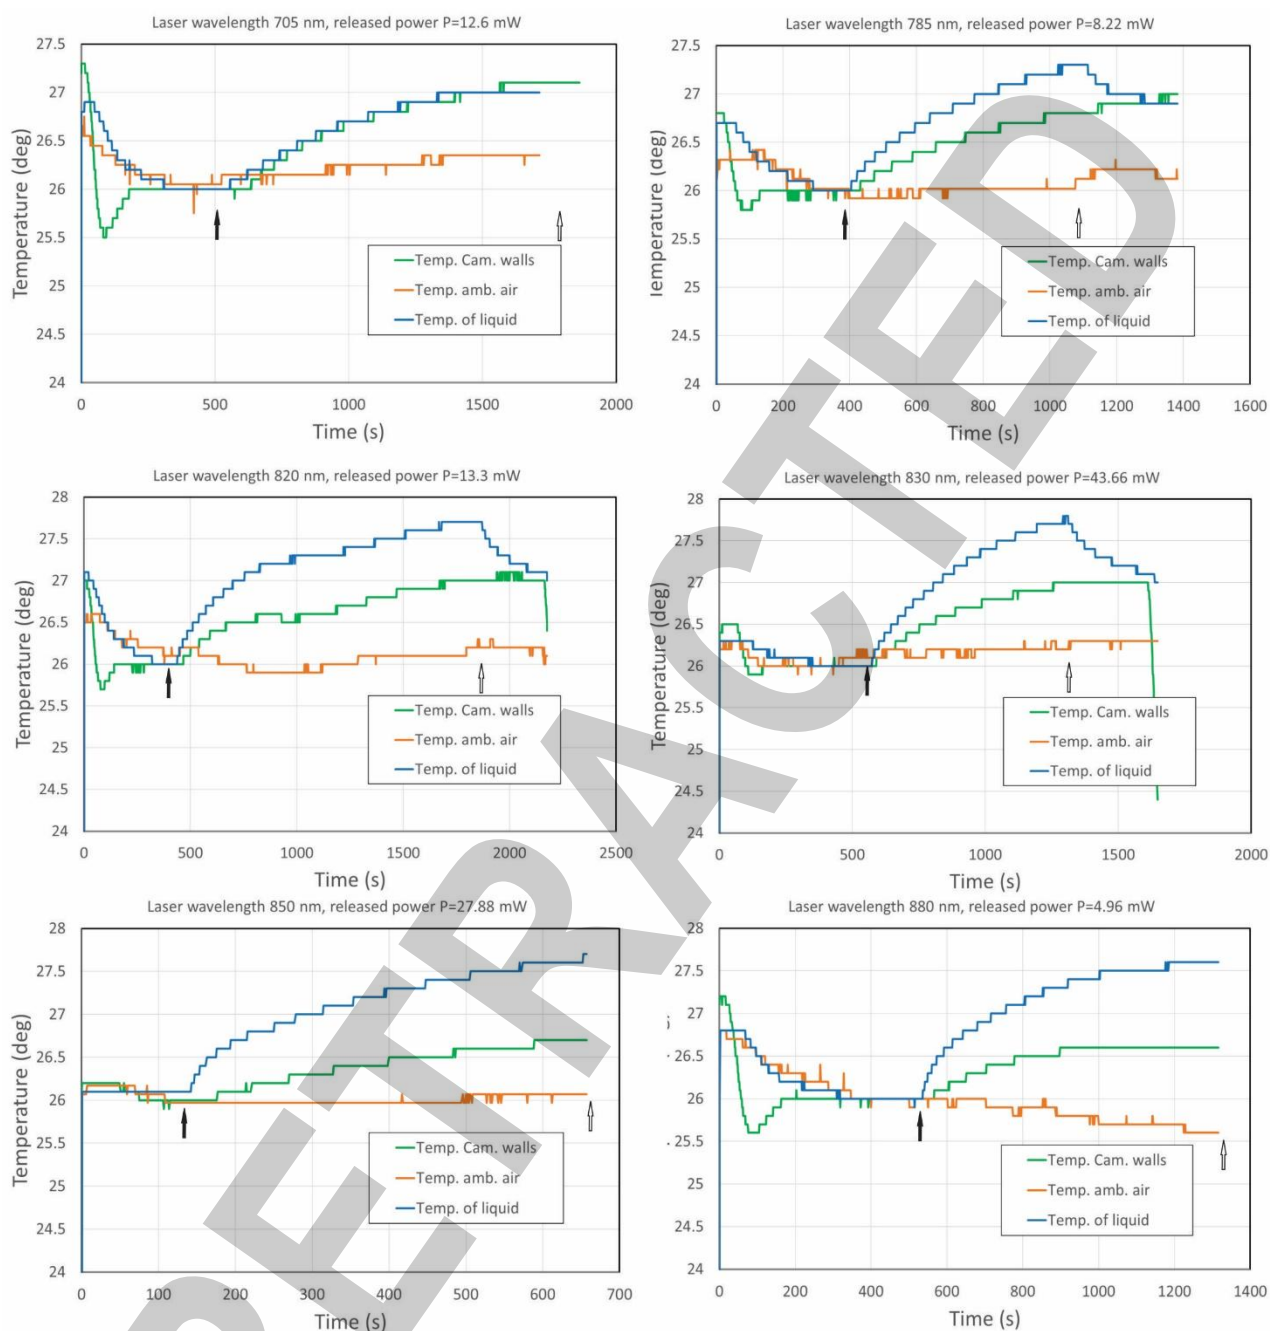 Laser wavelength 705 nm, released power P=12.6 mW
27.5
27
26.5
26
25.5
25
24.5
24
Temperature (deg)
0 500 1000 1500 2000
Time (s)
Temp. Cam. walls
Temp. amb. air
Temp. of liquid
Laser wavelength 785 nm, released power P=8.22 mW
27.5
27
26.5
26
25.5
25
24.5
24
Temperature (deg)
0 200 400 600 800 1000 1200 1400 1600
Time (s)
Temp. Cam. walls
Temp. amb. air
Temp. of liquid
Laser wavelength 820 nm, released power P=13.3 mW
28
27.5
27
26.5
26
25.5
25
24.5
24
Temperature (deg)
0 500 1000 1500 2000 2500
Time (s)
Temp. Cam. walls
Temp. amb. air
Temp. of liquid
Laser wavelength 830 nm, released power P=43.66 mW
28
27.5
27
26.5
26
25.5
25
24.5
24
Temperature (deg)
0 500 1000 1500 2000
Time (s)
Temp. Cam. walls
Temp. amb. air
Temp. of liquid
Laser wavelength 850 nm, released power P=27.88 mW
28
27.5
27
26.5
26
25.5
25
24.5
24
Temperature (deg)
0 100 200 300 400 500 600 700
Time (s)
Temp. Cam. walls
Temp. amb. air
Temp. of liquid
Laser wavelength 880 nm, released power P=4.96 mW
28
27.5
27
26.5
26
25.5
25
24.5
24
0 200 400 600 800 1000 1200 1400
Time (s)
Temp. Cam. walls
Temp. amb. air
Temp. of liquid
RETRACTED